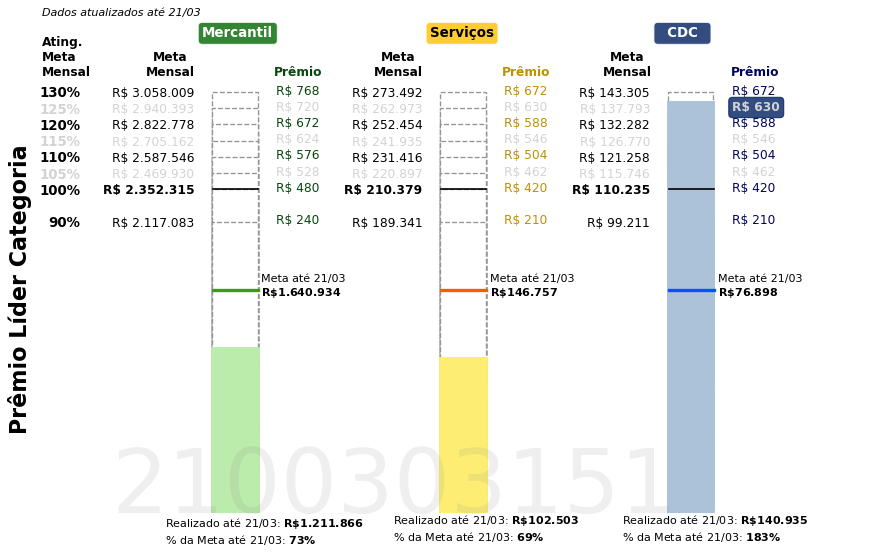 Dados atualizados até 21/03
Mercantil Serviços CDC
Ating. Meta Mensal
Meta Mensal Prêmio Meta Mensal Prêmio Meta Mensal Prêmio
130% R$ 3.058.009 R$ 768 R$ 273.492 R$ 672 R$ 143.305 R$ 672
125% R$ 2.940.393 R$ 720 R$ 262.973 R$ 630 R$ 137.793 R$ 630
120% R$ 2.822.778 R$ 672 R$ 252.454 R$ 588 R$ 132.282 R$ 588
115% R$ 2.705.162 R$ 624 R$ 241.935 R$ 546 R$ 126.770 R$ 546
110% R$ 2.587.546 R$ 576 R$ 231.416 R$ 504 R$ 121.258 R$ 504
105% R$ 2.469.930 R$ 528 R$ 220.897 R$ 462 R$ 115.746 R$ 462
100% R$ 2.352.315 R$ 480 R$ 210.379 R$ 420 R$ 110.235 R$ 420
90% R$ 2.117.083 R$ 240 R$ 189.341 R$ 210 R$ 99.211 R$ 210
Prêmio Líder Categoria
Meta até 21/03 Meta até 21/03 Meta até 21/03
R$1.640.934 R$146.757 R$76.898
2100303151
Realizado até 21/03: R$1.211.866 Realizado até 21/03: R$102.503 Realizado até 21/03: R$140.935
% da Meta até 21/03: 73% % da Meta até 21/03: 69% % da Meta até 21/03: 183%